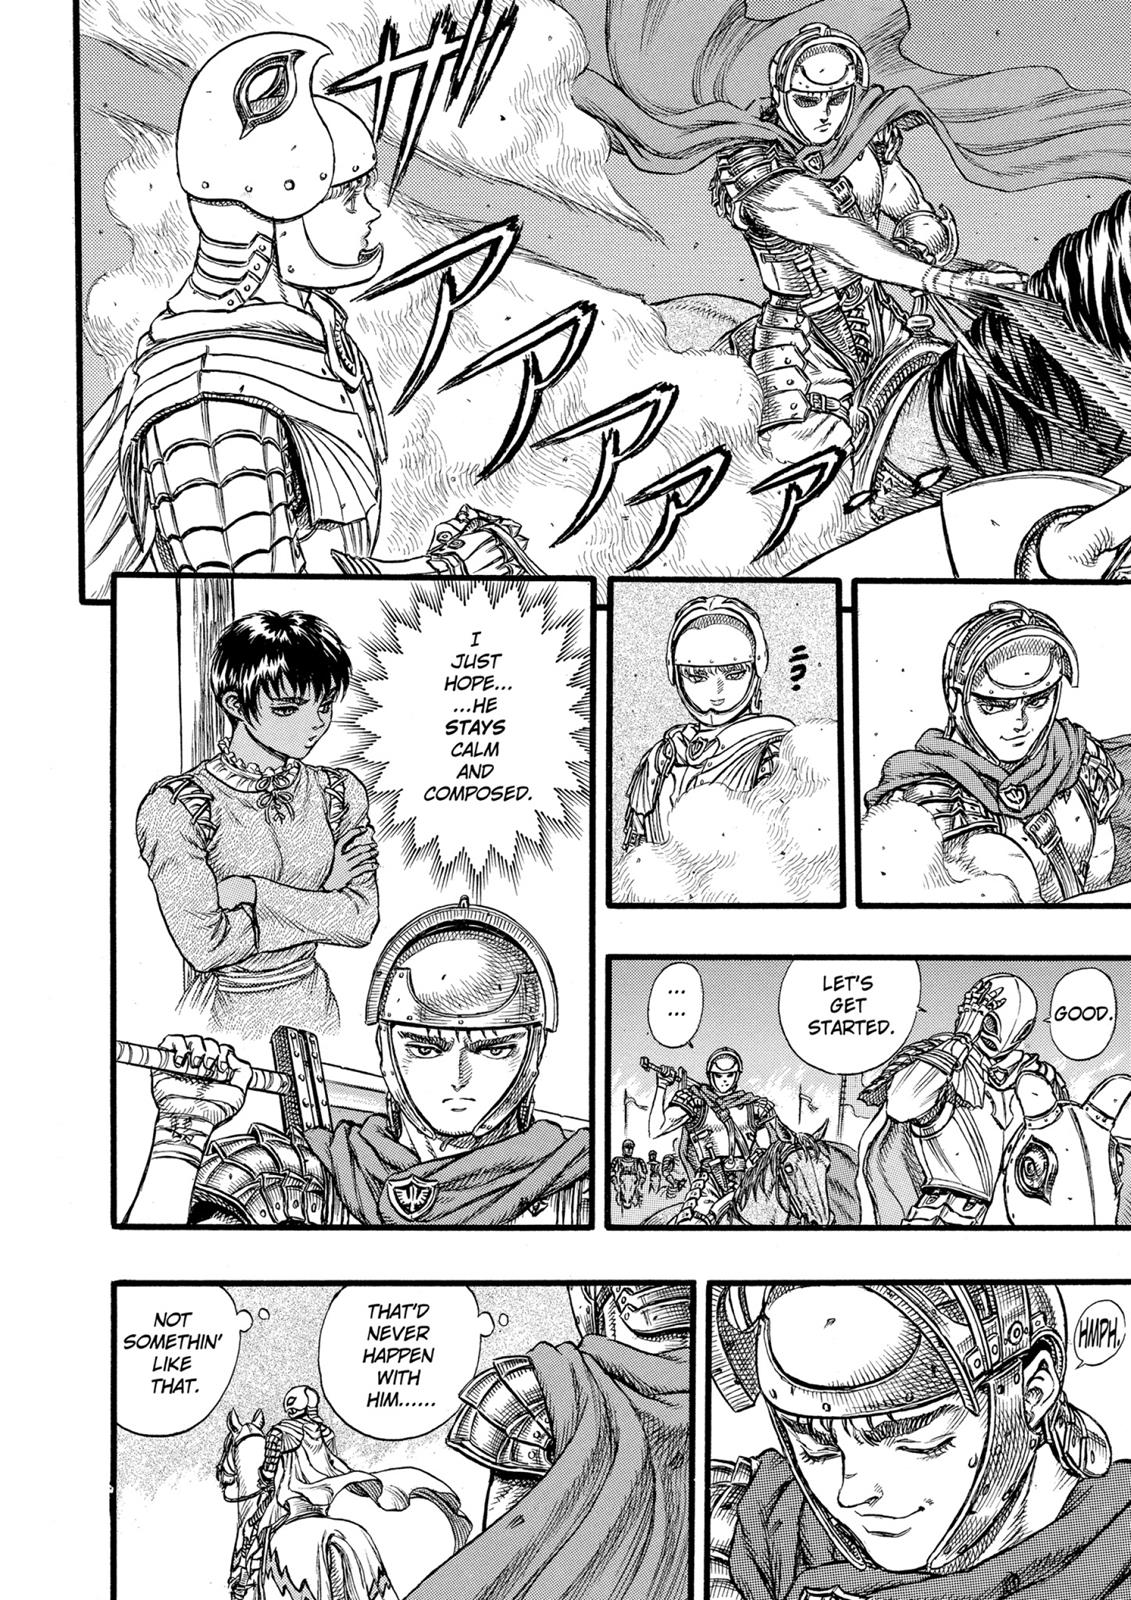 ザザ
アアアアア…
GOOD.
LET'S
GET
STARTED.
...
...
I
JUST
HOPE...
...HE
STAYS
CALM
AND
COMPOSED.
HMPH.
THAT'D
NEVER
HAPPEN
WITH
HIM......
NOT
SOMETHIN'
LIKE
THAT.